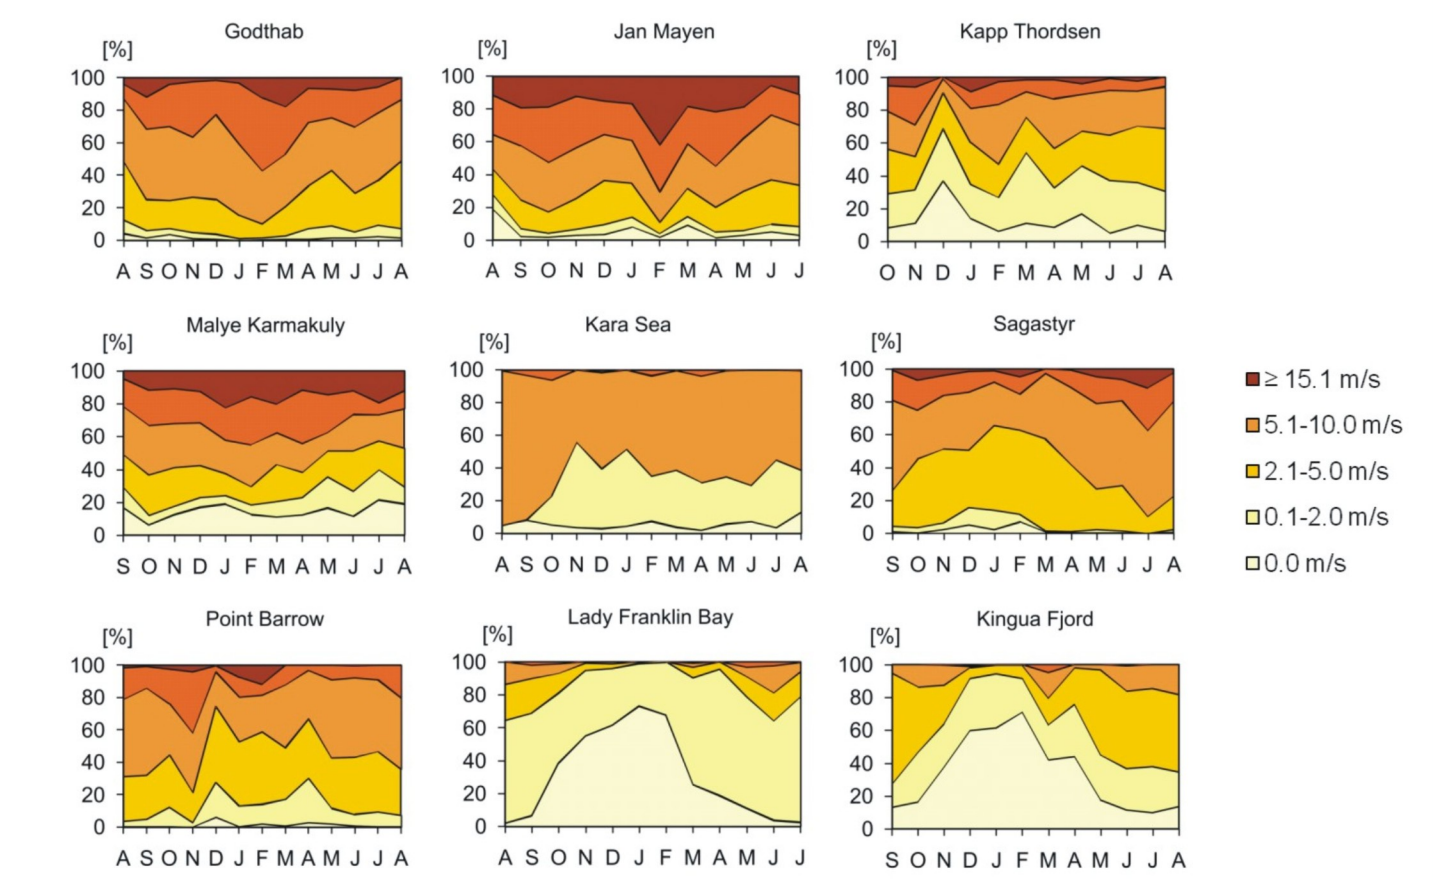 Godthab
[%]
100
80
60
40
20
0
A S O N D J F M A M J J A
Jan Mayen
[%]
100
80
60
40
20
0
A S O N D J F M A M J J
Kapp Thordsen
[%]
100
80
60
40
20
0
O N D J F M A M J J A
Malye Karmakuly
[%]
100
80
60
40
20
0
S O N D J F M A M J J A
Kara Sea
[%]
100
80
60
40
20
0
A S O N D J F M A M J J A
Sagastyr
[%]
100
80
60
40
20
0
S O N D J F M A M J J A
≥ 15.1 m/s
5.1-10.0 m/s
2.1-5.0 m/s
0.1-2.0 m/s
0.0 m/s
Point Barrow
[%]
100
80
60
40
20
0
A S O N D J F M A M J J A
Lady Franklin Bay
[%]
100
80
60
40
20
0
A S O N D J F M A M J J
Kingua Fjord
[%]
100
80
60
40
20
0
S O N D J F M A M J J A